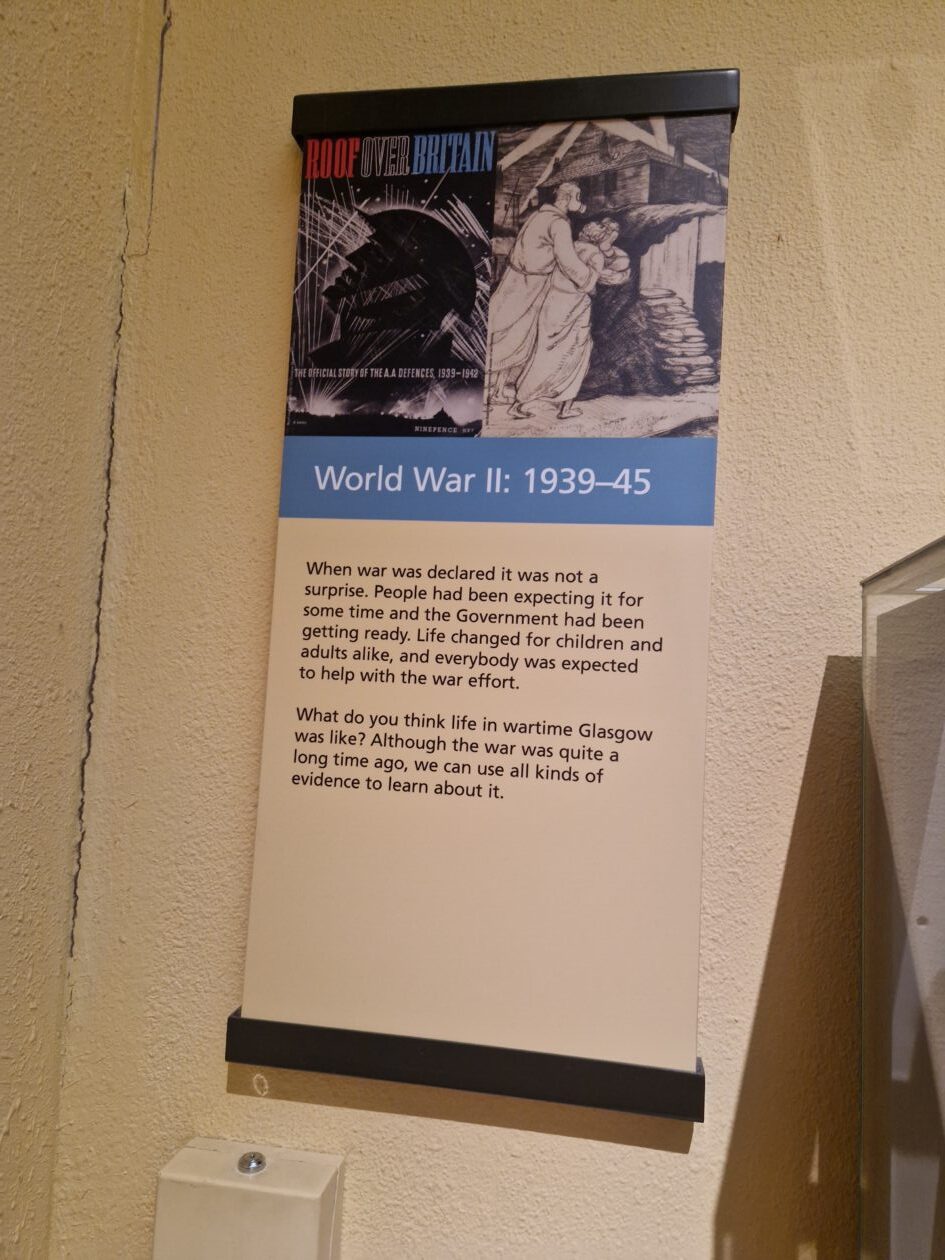 ROOF OVER BRITAIN
THE OFFICIAL STORY OF THE A.A DEFENCES, 1939–1942
NINEPENCE NET
World War II: 1939–45
When war was declared it was not a
surprise. People had been expecting it for
some time and the Government had been
getting ready. Life changed for children and
adults alike, and everybody was expected
to help with the war effort.
What do you think life in wartime Glasgow
was like? Although the war was quite a
long time ago, we can use all kinds of
evidence to learn about it.